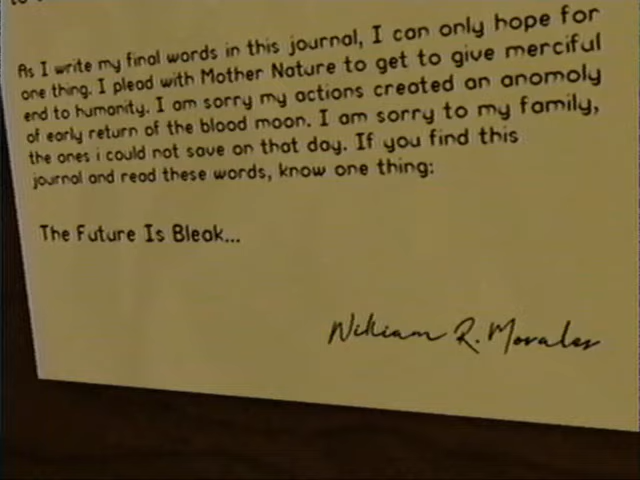 As I write my final words in this journal, I can only hope for
one thing. I plead with Mother Nature to get to give merciful
end to humanity. I am sorry my actions created an anomoly
of early return of the blood moon. I am sorry to my family,
the ones i could not save on that day. If you find this
journal and read these words, know one thing:
The Future Is Bleak...
William R. Morales